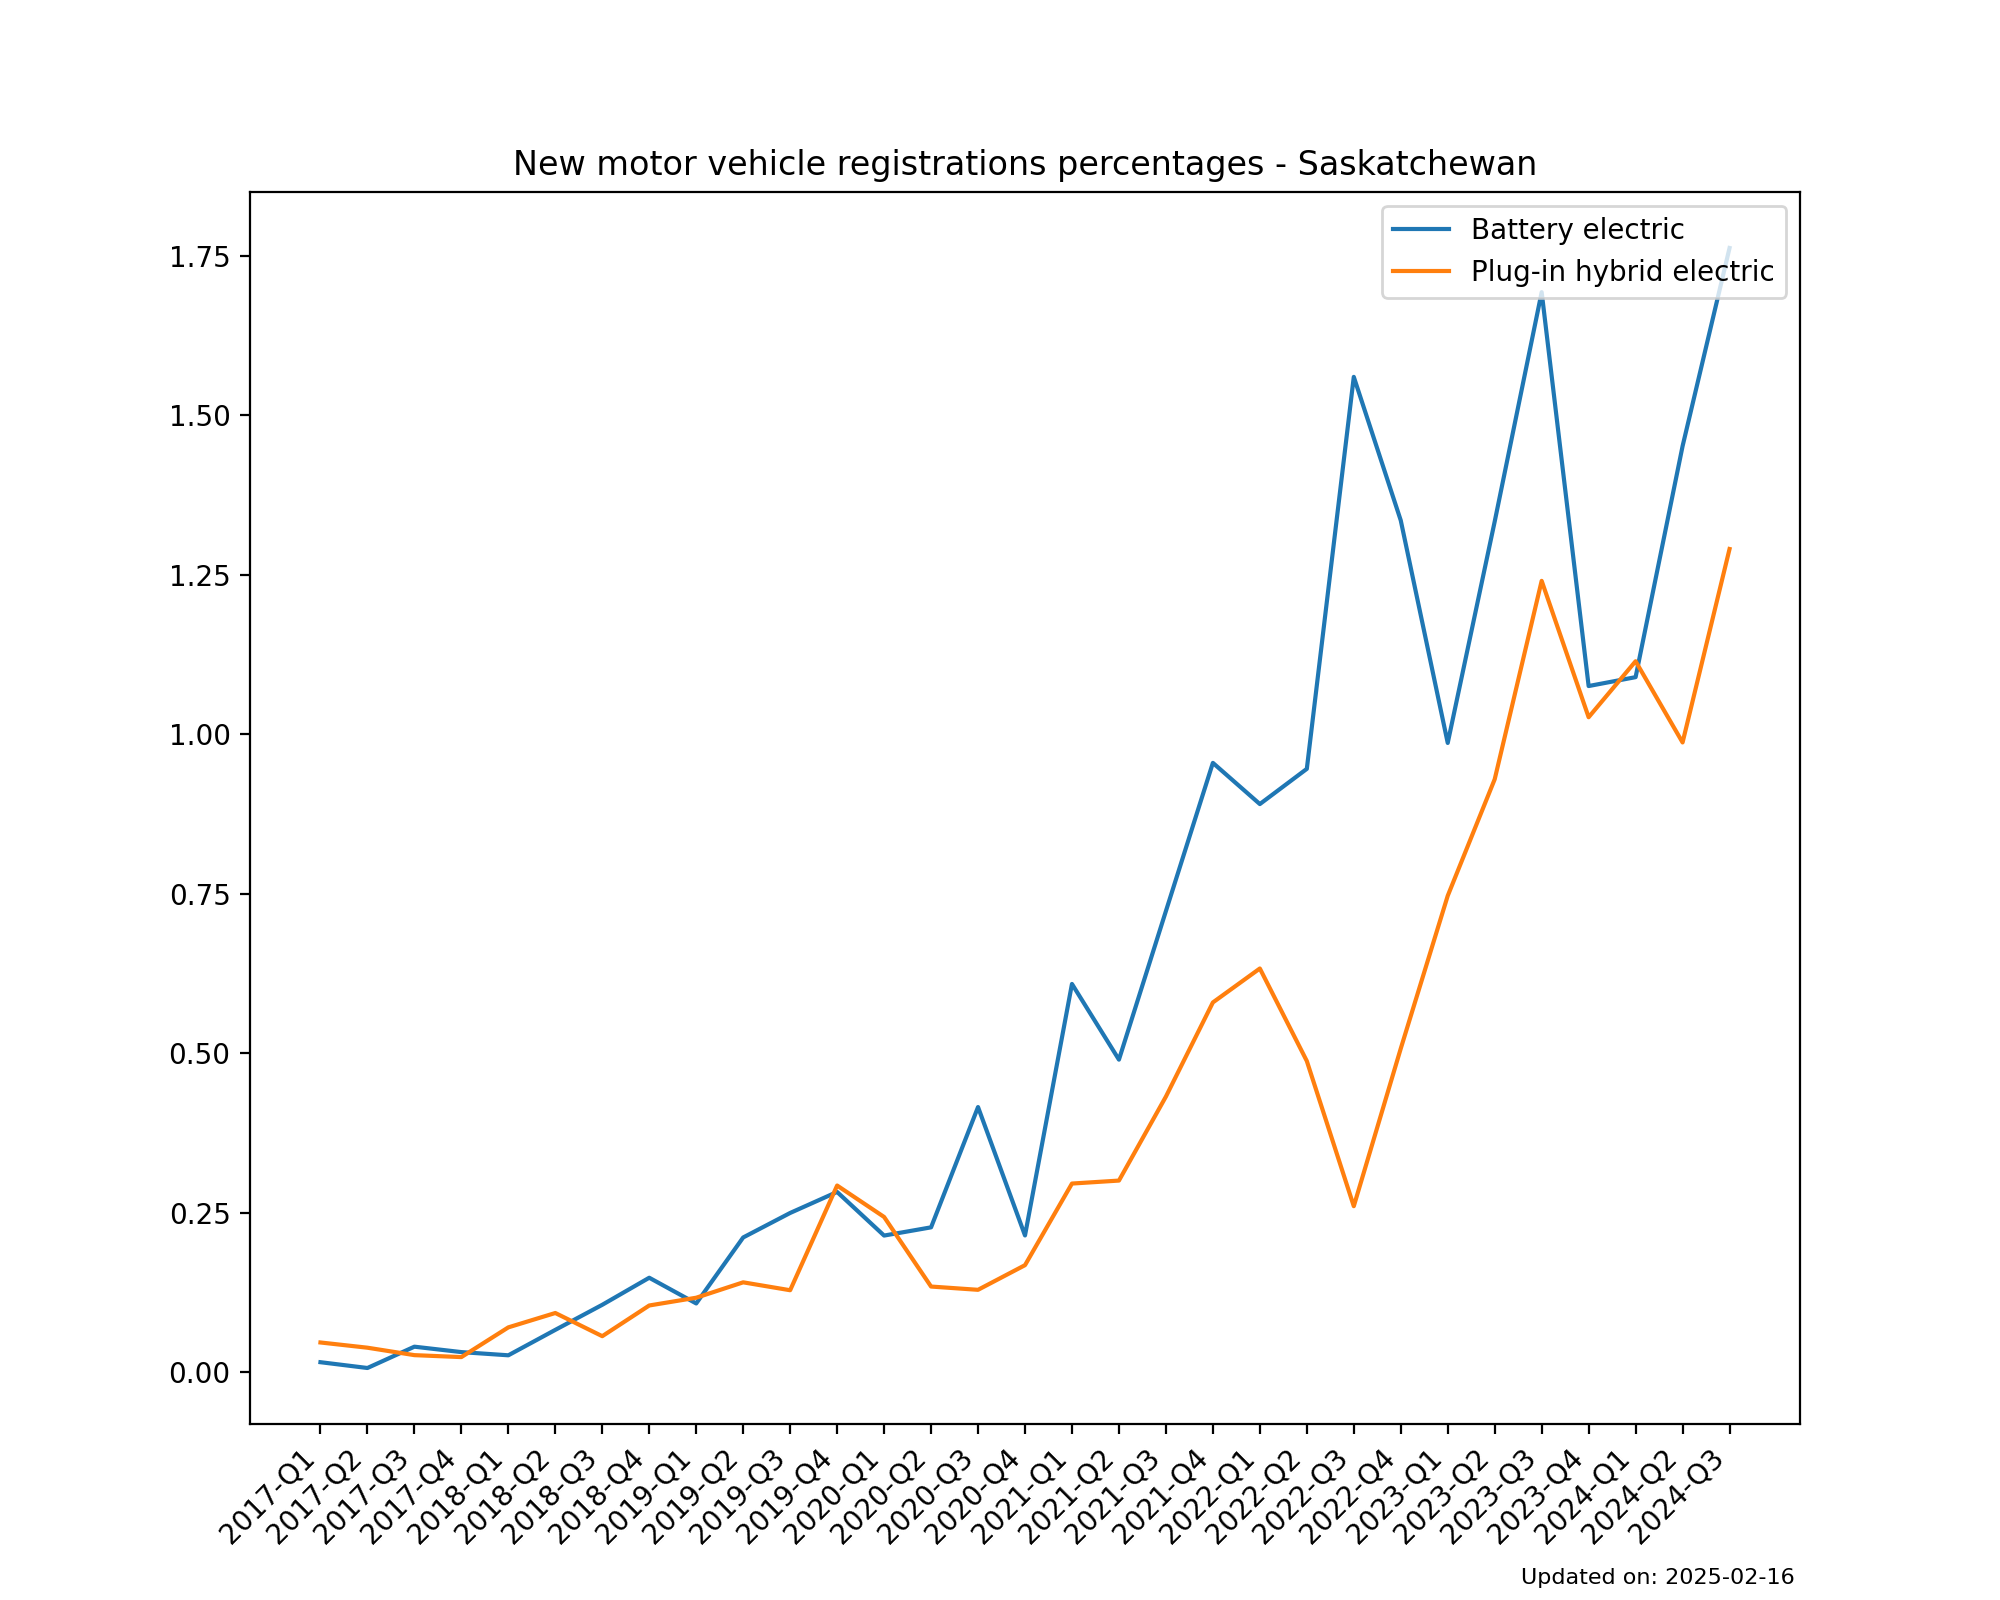 New motor vehicle registrations percentages - Saskatchewan
Battery electric
Plug-in hybrid electric
1.75
1.50
1.25
1.00
0.75
0.50
0.25
0.00
2017-Q1
2017-Q2
2017-Q3
2017-Q4
2018-Q1
2018-Q2
2018-Q3
2018-Q4
2019-Q1
2019-Q2
2019-Q3
2019-Q4
2020-Q1
2020-Q2
2020-Q3
2020-Q4
2021-Q1
2021-Q2
2021-Q3
2021-Q4
2022-Q1
2022-Q2
2022-Q3
2022-Q4
2023-Q1
2023-Q2
2023-Q3
2023-Q4
2024-Q1
2024-Q2
2024-Q3
Updated on: 2025-02-16